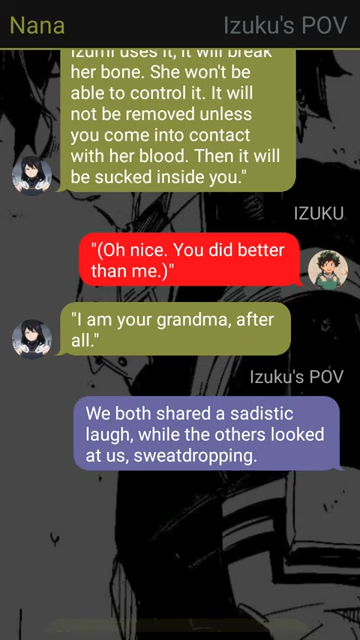 Nana Izuku's POV
Izumi uses it, it will break
her bone. She won't be
able to control it. It will
not be removed unless
you come into contact
with her blood. Then it will
be sucked inside you."
IZUKU
"(Oh nice. You did better
than me.)"
"I am your grandma, after
all."
Izuku's POV
We both shared a sadistic
laugh, while the others looked
at us, sweatdropping.